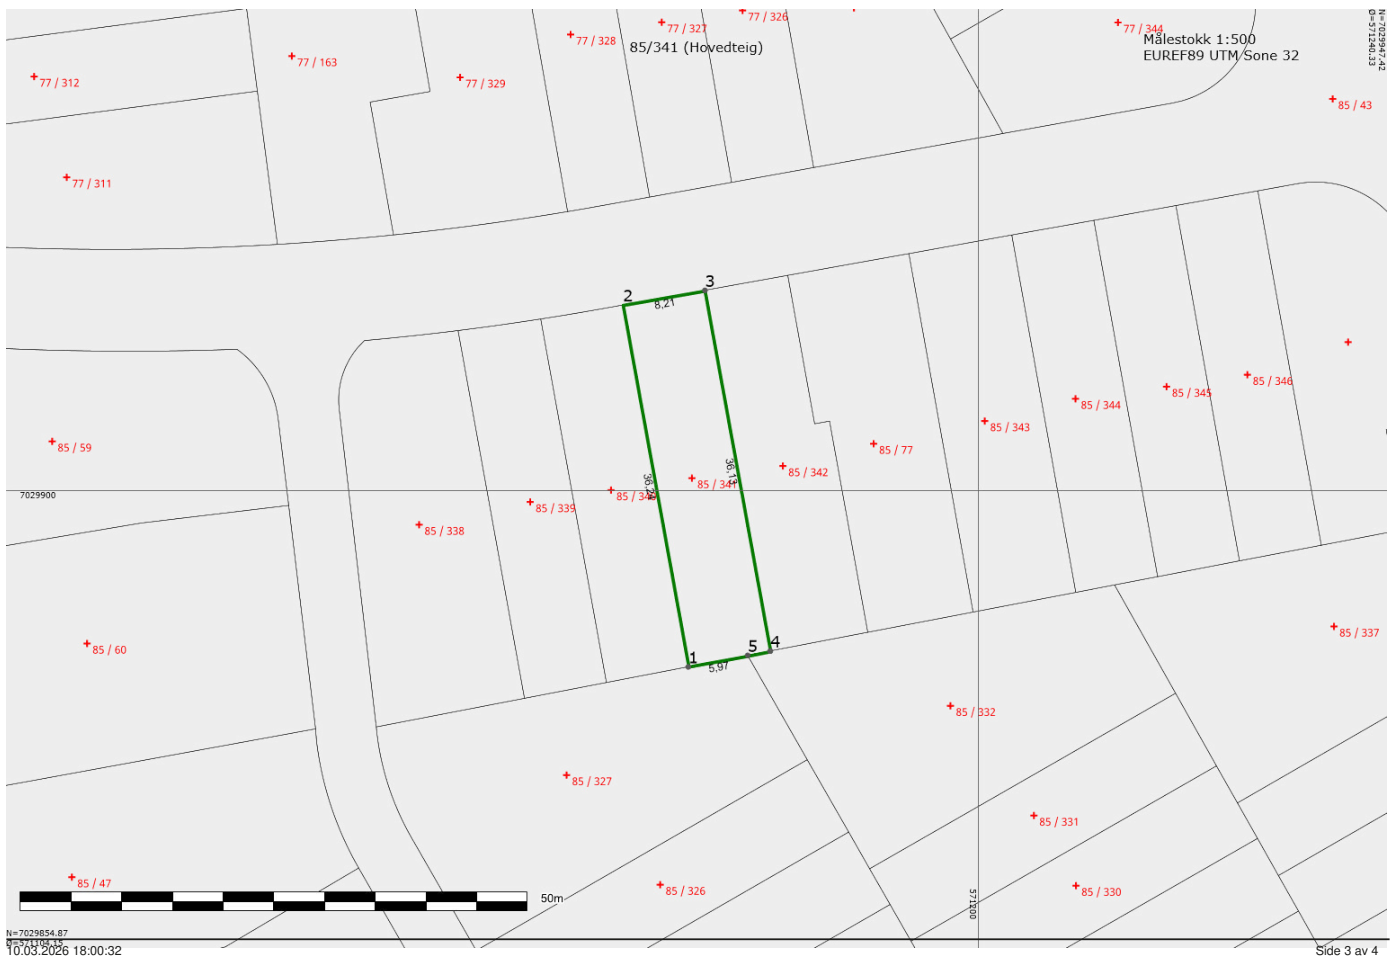 77 / 326
77 / 327
77 / 344
N=7029947.42
Ø=571240.33
77 / 328
85/341 (Hovedteig)
Målestokk 1:500
EUREF89 UTM Sone 32
77 / 163
77 / 312
77 / 329
85 / 43
77 / 311
3
2
8,21
85 / 346
85 / 345
85 / 344
85 / 343
85 / 59
85 / 77
85 / 342
36,13
85 / 341
7029900
85 / 339
85 / 338
85 / 337
85 / 60
5
4
1
5,97
85 / 332
85 / 327
85 / 331
85 / 47
85 / 326
85 / 330
50m
571200
N=7029854.87
Ø=571104.15
10.03.2026 18:00:32
Side 3 av 4